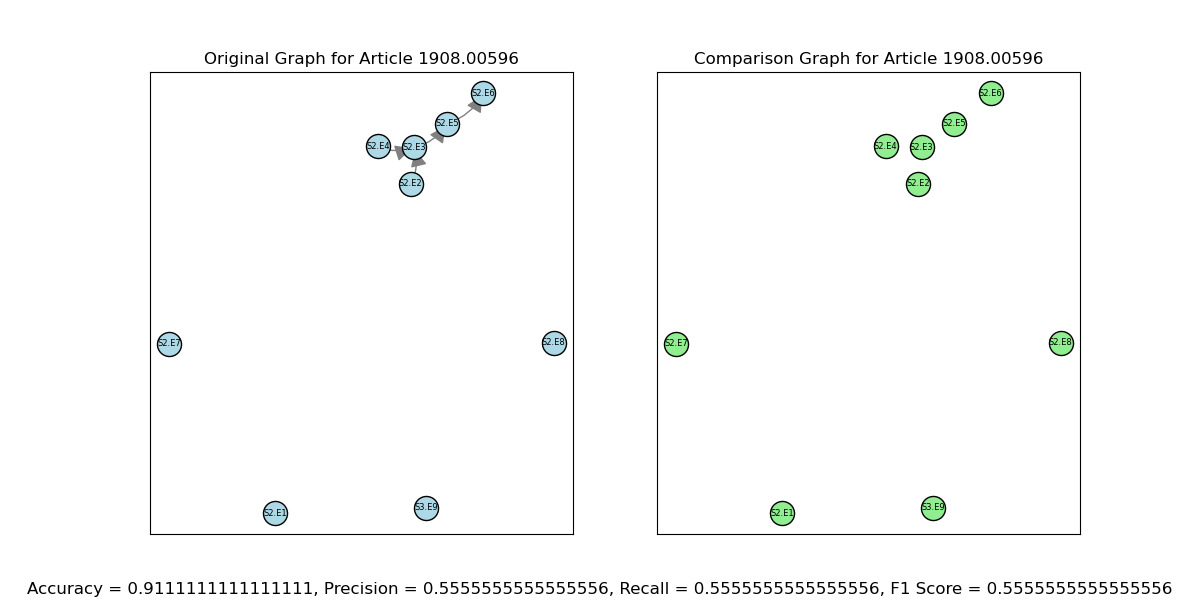 Original Graph for Article 1908.00596
S2.E6
S2.E5
S2.E4
S2.E3
S2.E2
S2.E7
S2.E8
S2.E1
S3.E9
Comparison Graph for Article 1908.00596
S2.E6
S2.E5
S2.E4
S2.E3
S2.E2
S2.E7
S2.E8
S2.E1
S3.E9
Accuracy = 0.9111111111111111, Precision = 0.5555555555555556, Recall = 0.5555555555555556, F1 Score = 0.5555555555555556